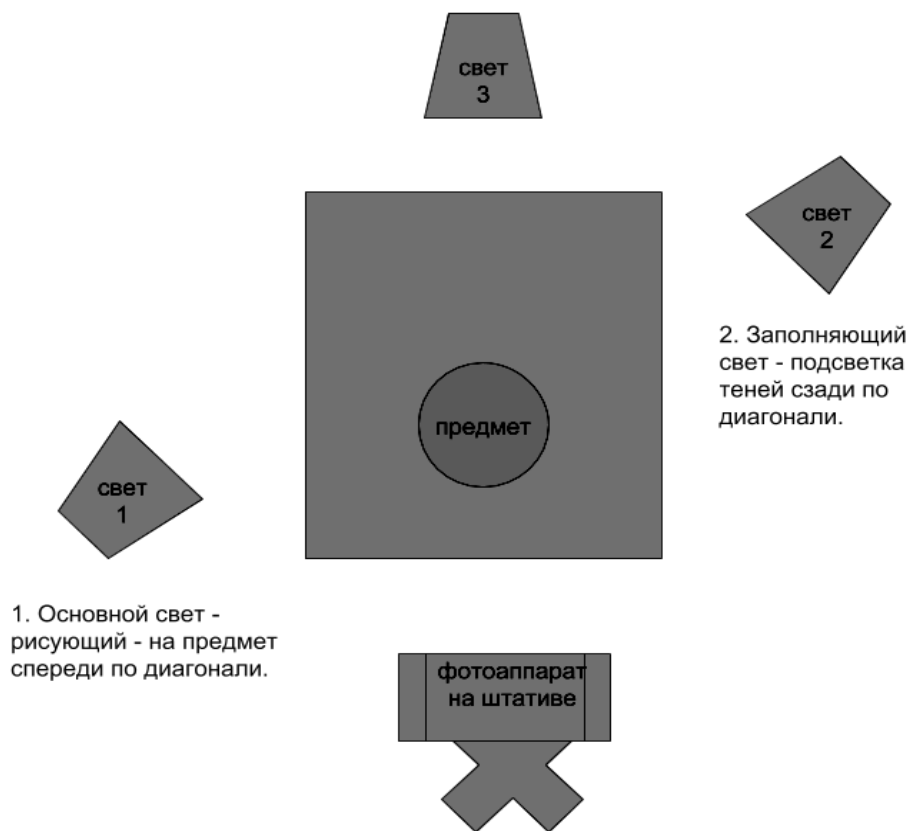 свет
3
свет
2
2. Заполняющий
свет - подсветка
теней сзади по
диагонали.
предмет
свет
1
1. Основной свет -
рисующий - на предмет
спереди по диагонали.
фотоаппарат
на штативе